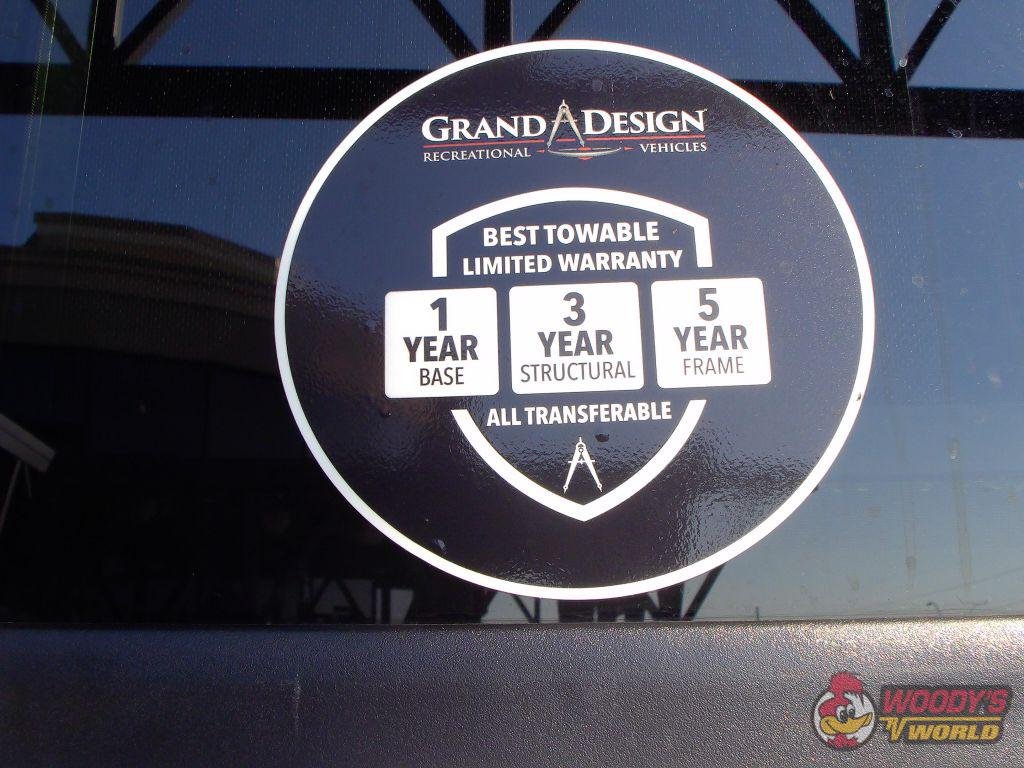 GRAND DESIGN
RECREATIONAL VEHICLES
BEST TOWABLE
LIMITED WARRANTY
1 YEAR BASE
3 YEAR STRUCTURAL
5 YEAR FRAME
ALL TRANSFERABLE
WOODY'S
RV WORLD